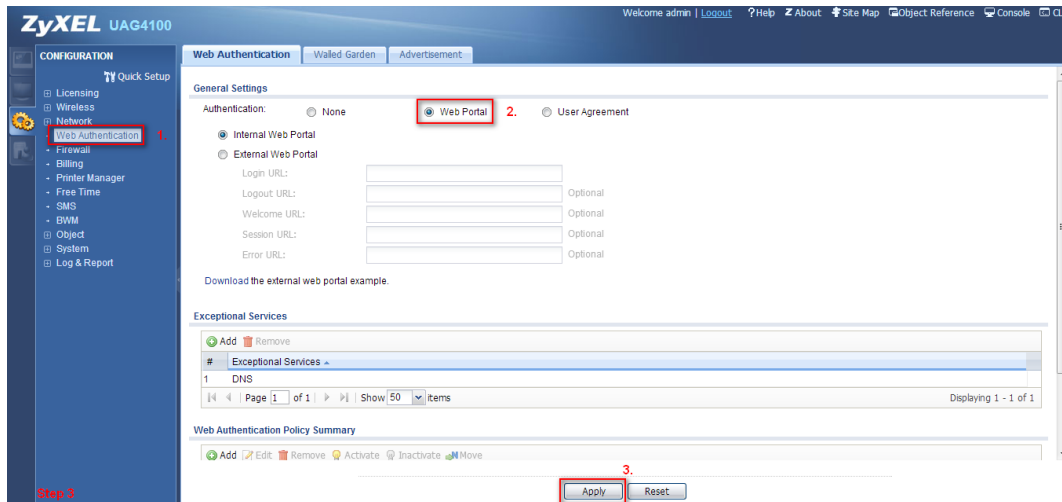 ZyXEL UAG4100
Welcome admin | Logout ?Help Z About Site Map Object Reference Console
CONFIGURATION
Quick Setup
Licensing
Wireless
Network
Web Authentication 1.
Firewall
Billing
Printer Manager
Free Time
SMS
BWM
Object
System
Log & Report
Step 3
Web Authentication Walled Garden Advertisement
General Settings
Authentication: None Web Portal 2. User Agreement
Internal Web Portal
External Web Portal
Login URL:
Logout URL: Optional
Welcome URL: Optional
Session URL: Optional
Error URL: Optional
Download the external web portal example.
Exceptional Services
Add Remove
# Exceptional Services
1 DNS
Page 1 of 1 Show 50 items Displaying 1 - 1 of 1
Web Authentication Policy Summary
Add Edit Remove Activate Inactivate Move
3.
Apply Reset